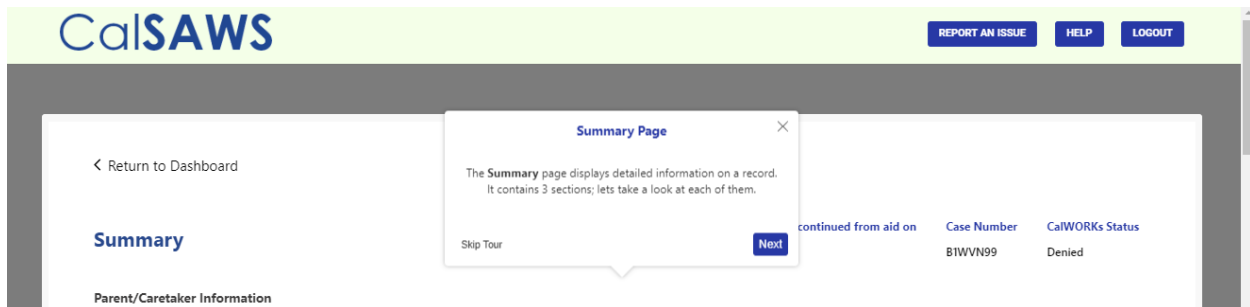 CalSAWS
REPORT AN ISSUE HELP LOGOUT
Summary Page
Return to Dashboard
The Summary page displays detailed information on a record.
It contains 3 sections; lets take a look at each of them.
continued from aid on Case Number CalWORKs Status
Summary
Skip Tour Next
B1WVN99 Denied
Parent/Caretaker Information